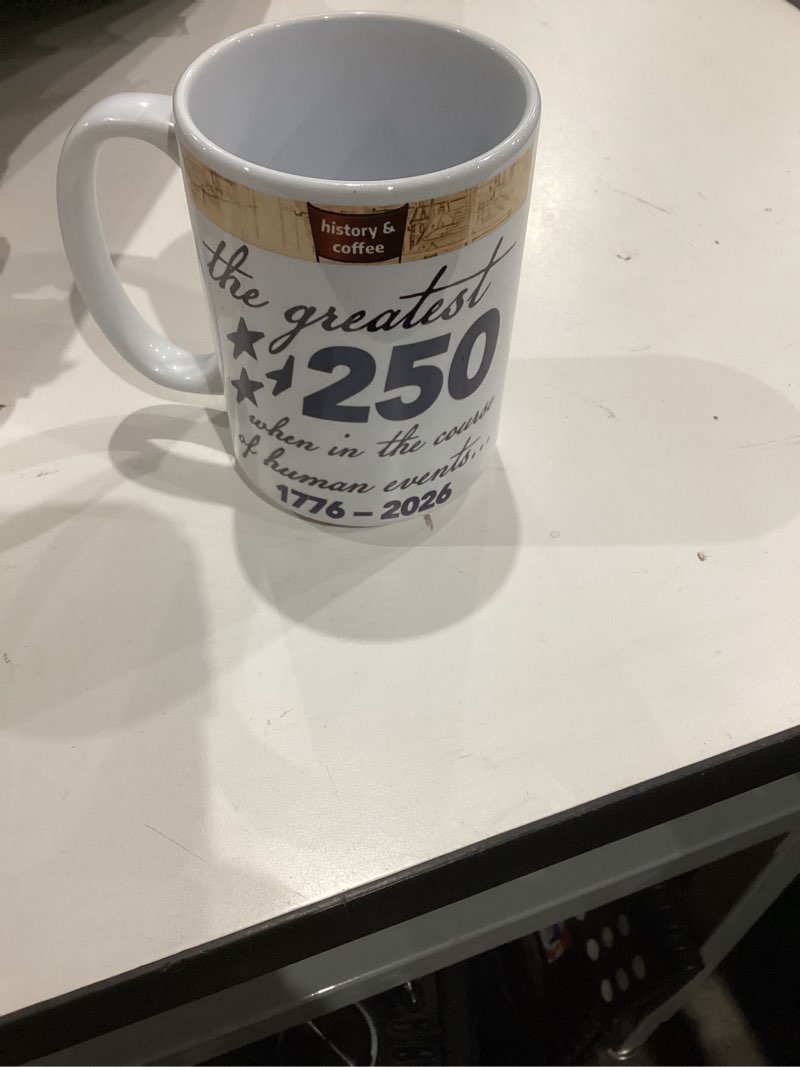 history &
coffee
the greatest
250
when in the course
of human events...
1776 – 2026